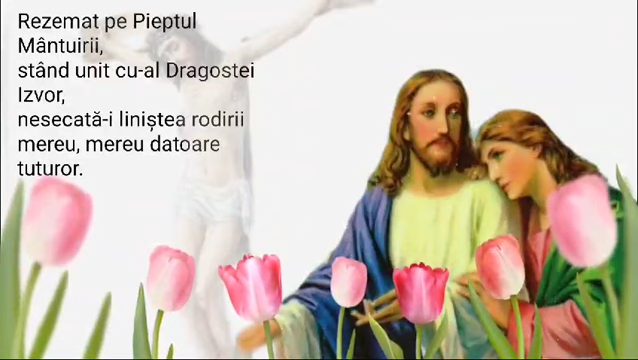 Rezemat pe Pieptul
Mântuirii,
stând unit cu-al Dragostei
Izvor,
nesecată-i liniștea rodirii
mereu, mereu datoare
tuturor.